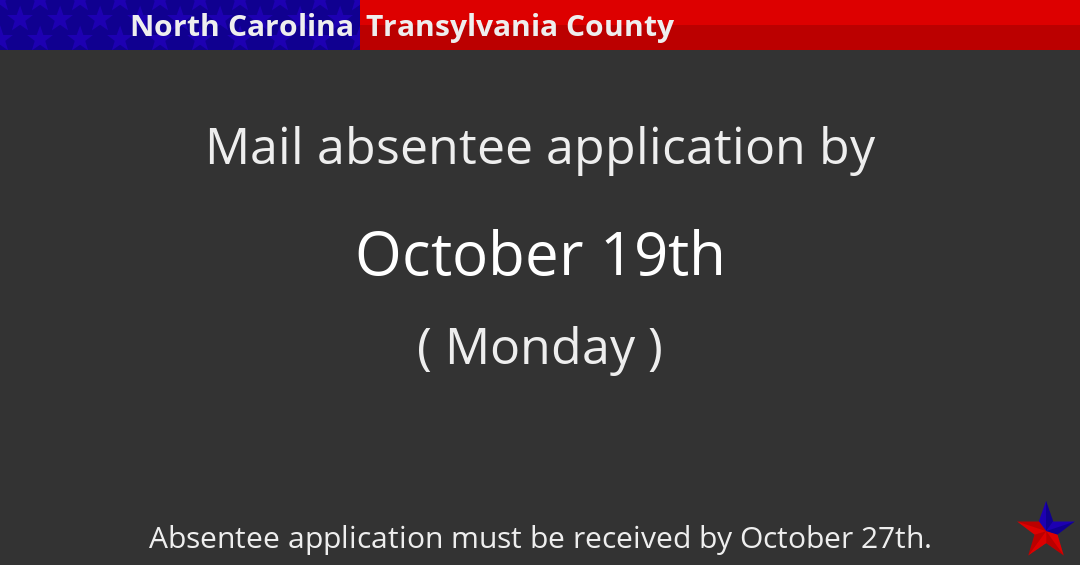 North Carolina Transylvania County
Mail absentee application by
October 19th
( Monday )
Absentee application must be received by October 27th.